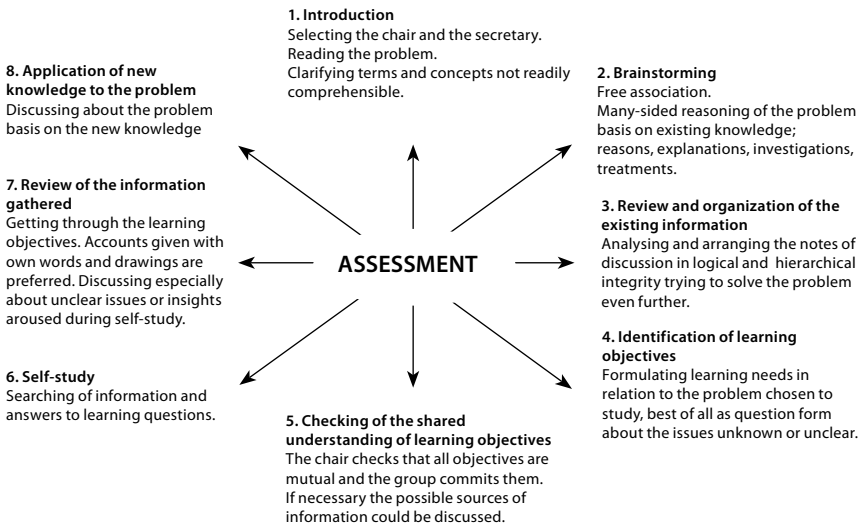 1. Introduction
Selecting the chair and the secretary.
Reading the problem.
Clarifying terms and concepts not readily
comprehensible.
2. Brainstorming
Free association.
Many-sided reasoning of the problem
basis on existing knowledge;
reasons, explanations, investigations,
treatments.
3. Review and organization of the
existing information
Analysing and arranging the notes of
discussion in logical and hierarchical
integrity trying to solve the problem
even further.
4. Identification of learning
objectives
Formulating learning needs in
relation to the problem chosen to
study, best of all as question form
about the issues unknown or unclear.
5. Checking of the shared
understanding of learning objectives
The chair checks that all objectives are
mutual and the group commits them.
If necessary the possible sources of
information could be discussed.
6. Self-study
Searching of information and
answers to learning questions.
7. Review of the information
gathered
Getting through the learning
objectives. Accounts given with
own words and drawings are
preferred. Discussing especially
about unclear issues or insights
aroused during self-study.
8. Application of new
knowledge to the problem
Discussing about the problem
basis on the new knowledge
ASSESSMENT